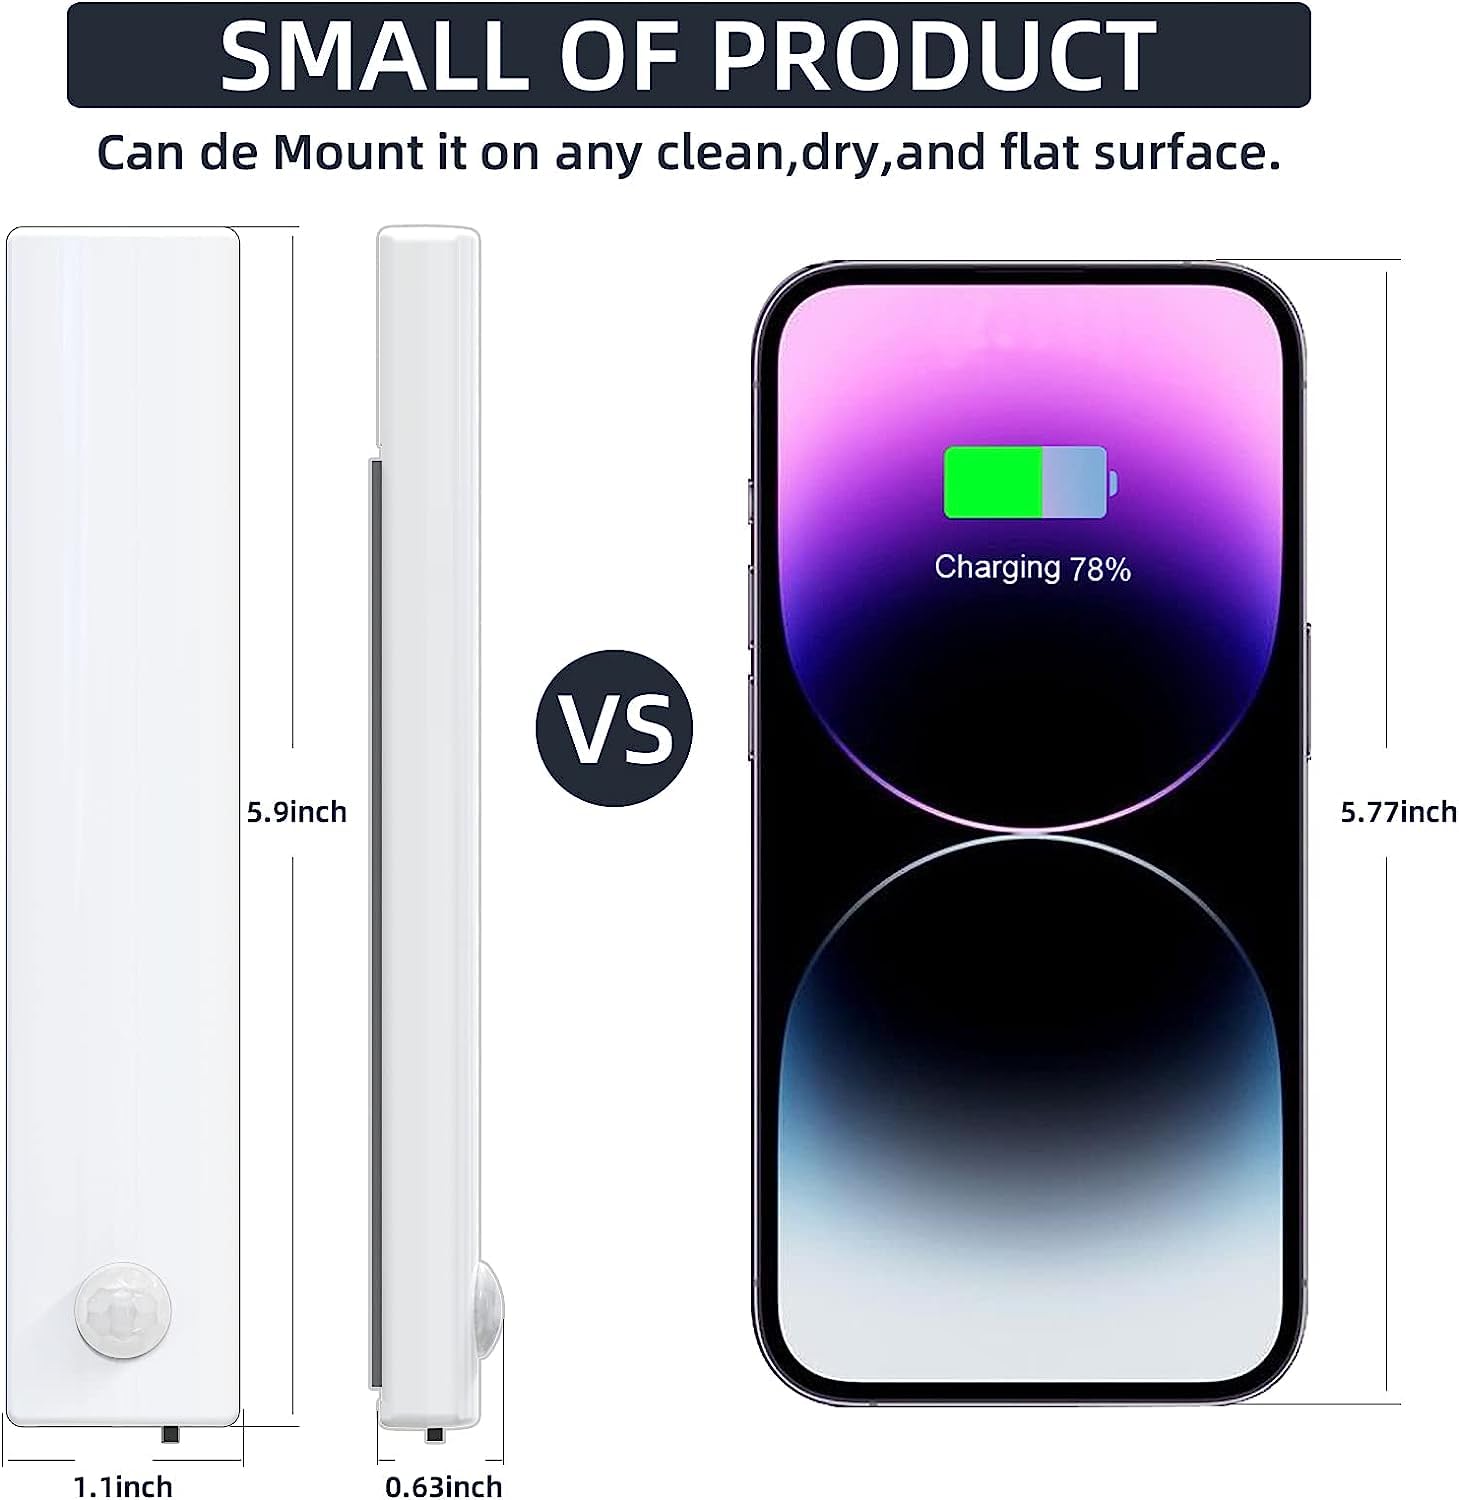 SMALL OF PRODUCT
Can de Mount it on any clean,dry,and flat surface.
Charging 78%
VS
5.9inch
5.77inch
1.1inch
0.63inch